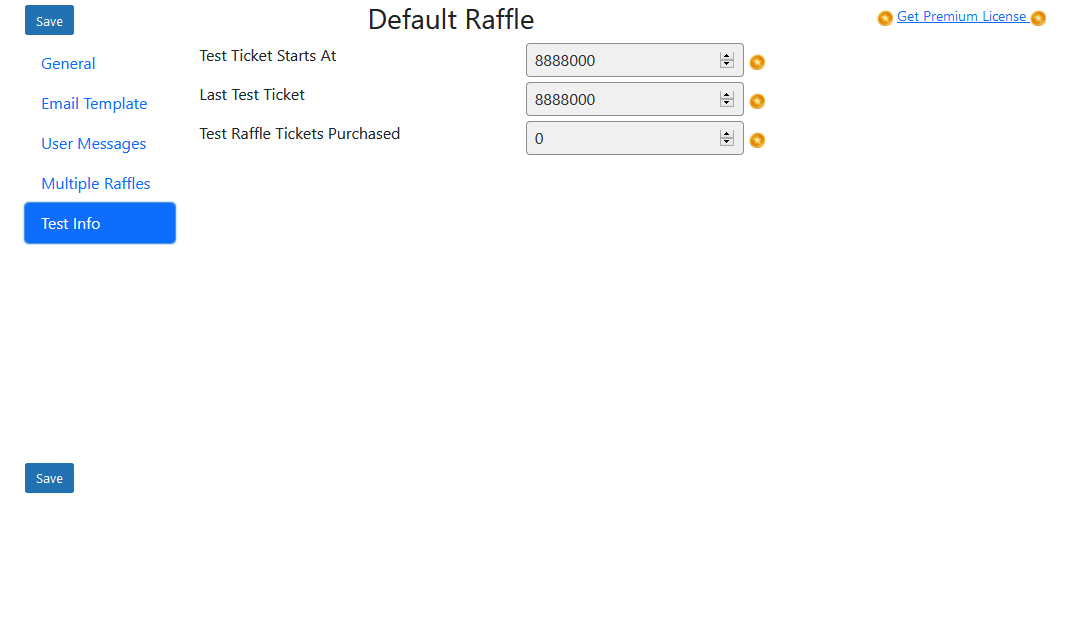 Save
Default Raffle
Get Premium License
General
Email Template
User Messages
Multiple Raffles
Test Info
Test Ticket Starts At
8888000
Last Test Ticket
8888000
Test Raffle Tickets Purchased
0
Save